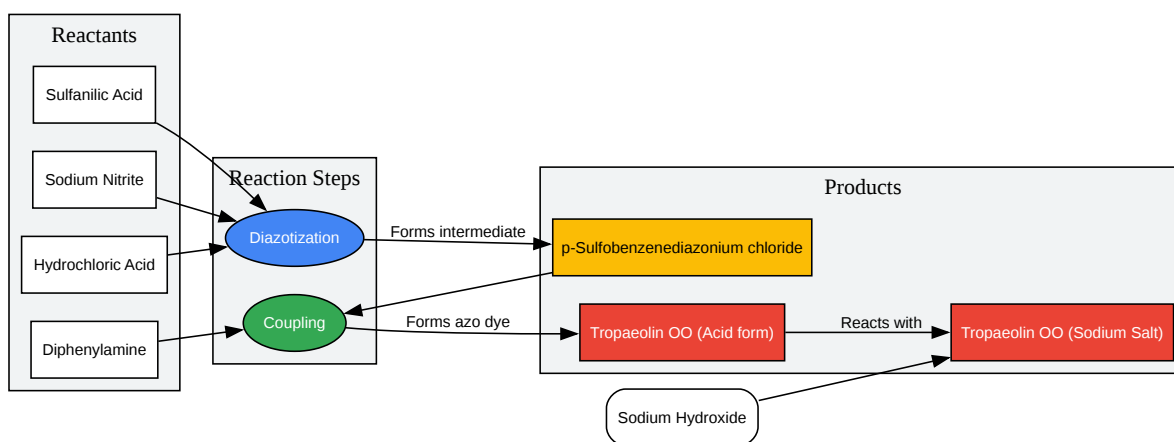 Reactants
Sulfanilic Acid
Sodium Nitrite
Hydrochloric Acid
Diphenylamine
Reaction Steps
Diazotization
Coupling
Forms intermediate
Forms azo dye
Products
p-Sulfobenzenediazonium chloride
Tropaeolin OO (Acid form)
Reacts with
Tropaeolin OO (Sodium Salt)
Sodium Hydroxide